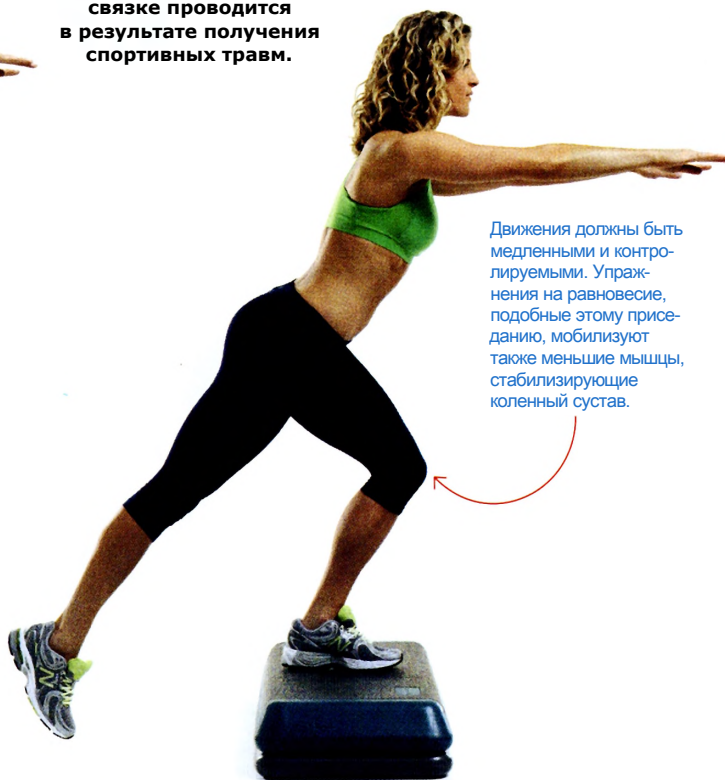 связке проводится
в результате получения
спортивных травм.
Движения должны быть
медленными и контро-
лируемыми. Упраж-
нения на равновесие,
подобные этому присе-
данию, мобилизуют
также меньшие мышцы,
стабилизирующие
коленный сустав.
N